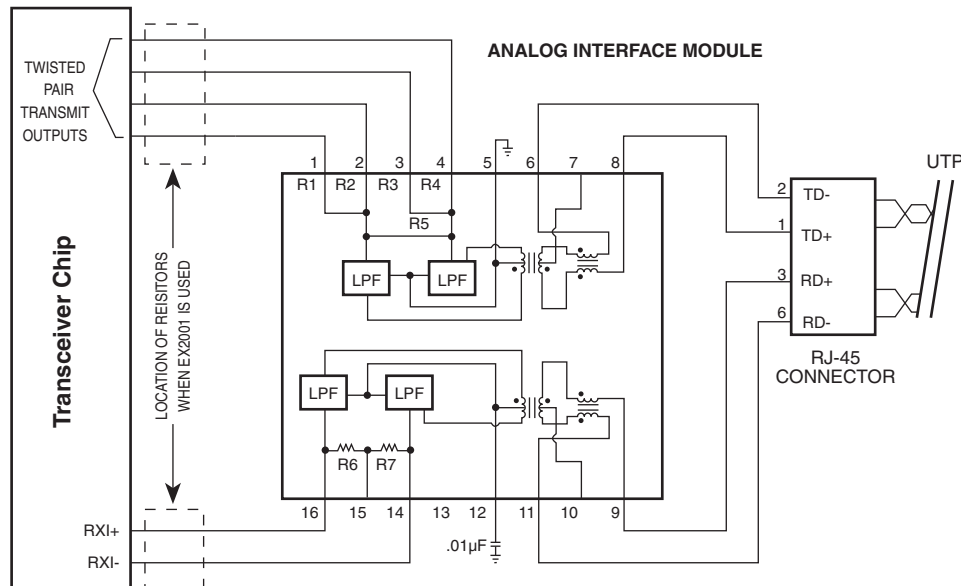 ANALOG INTERFACE MODULE
TWISTED
PAIR
TRANSMIT
OUTPUTS
1 2 3 4 5 6 7 8
R1 R2 R3 R4
R5
LPF LPF
UTP
2 TD-
1 TD+
3 RD+
6 RD-
RJ-45
CONNECTOR
Transceiver Chip
LOCATION OF REISITORS
WHEN EX2001 IS USED
LPF LPF
R6 R7
16 15 14 13 12 11 10 9
.01µF
RXI+
RXI-